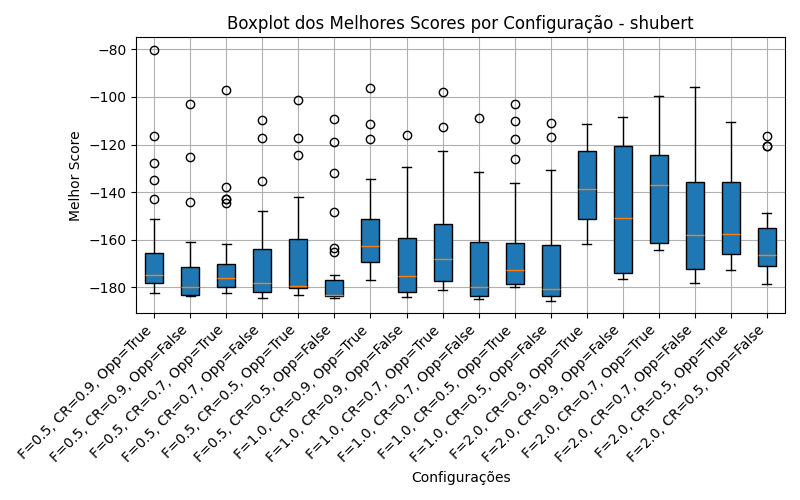 Boxplot dos Melhores Scores por Configuração - shubert
Melhor Score
−80
−100
−120
−140
−160
−180
F=0.5, CR=0.9, Opp=True
F=0.5, CR=0.9, Opp=False
F=0.5, CR=0.7, Opp=True
F=0.5, CR=0.7, Opp=False
F=0.5, CR=0.5, Opp=True
F=0.5, CR=0.5, Opp=False
F=1.0, CR=0.9, Opp=True
F=1.0, CR=0.9, Opp=False
F=1.0, CR=0.7, Opp=True
F=1.0, CR=0.7, Opp=False
F=1.0, CR=0.5, Opp=True
F=1.0, CR=0.5, Opp=False
F=2.0, CR=0.9, Opp=True
F=2.0, CR=0.9, Opp=False
F=2.0, CR=0.7, Opp=True
F=2.0, CR=0.7, Opp=False
F=2.0, CR=0.5, Opp=True
F=2.0, CR=0.5, Opp=False
Configurações